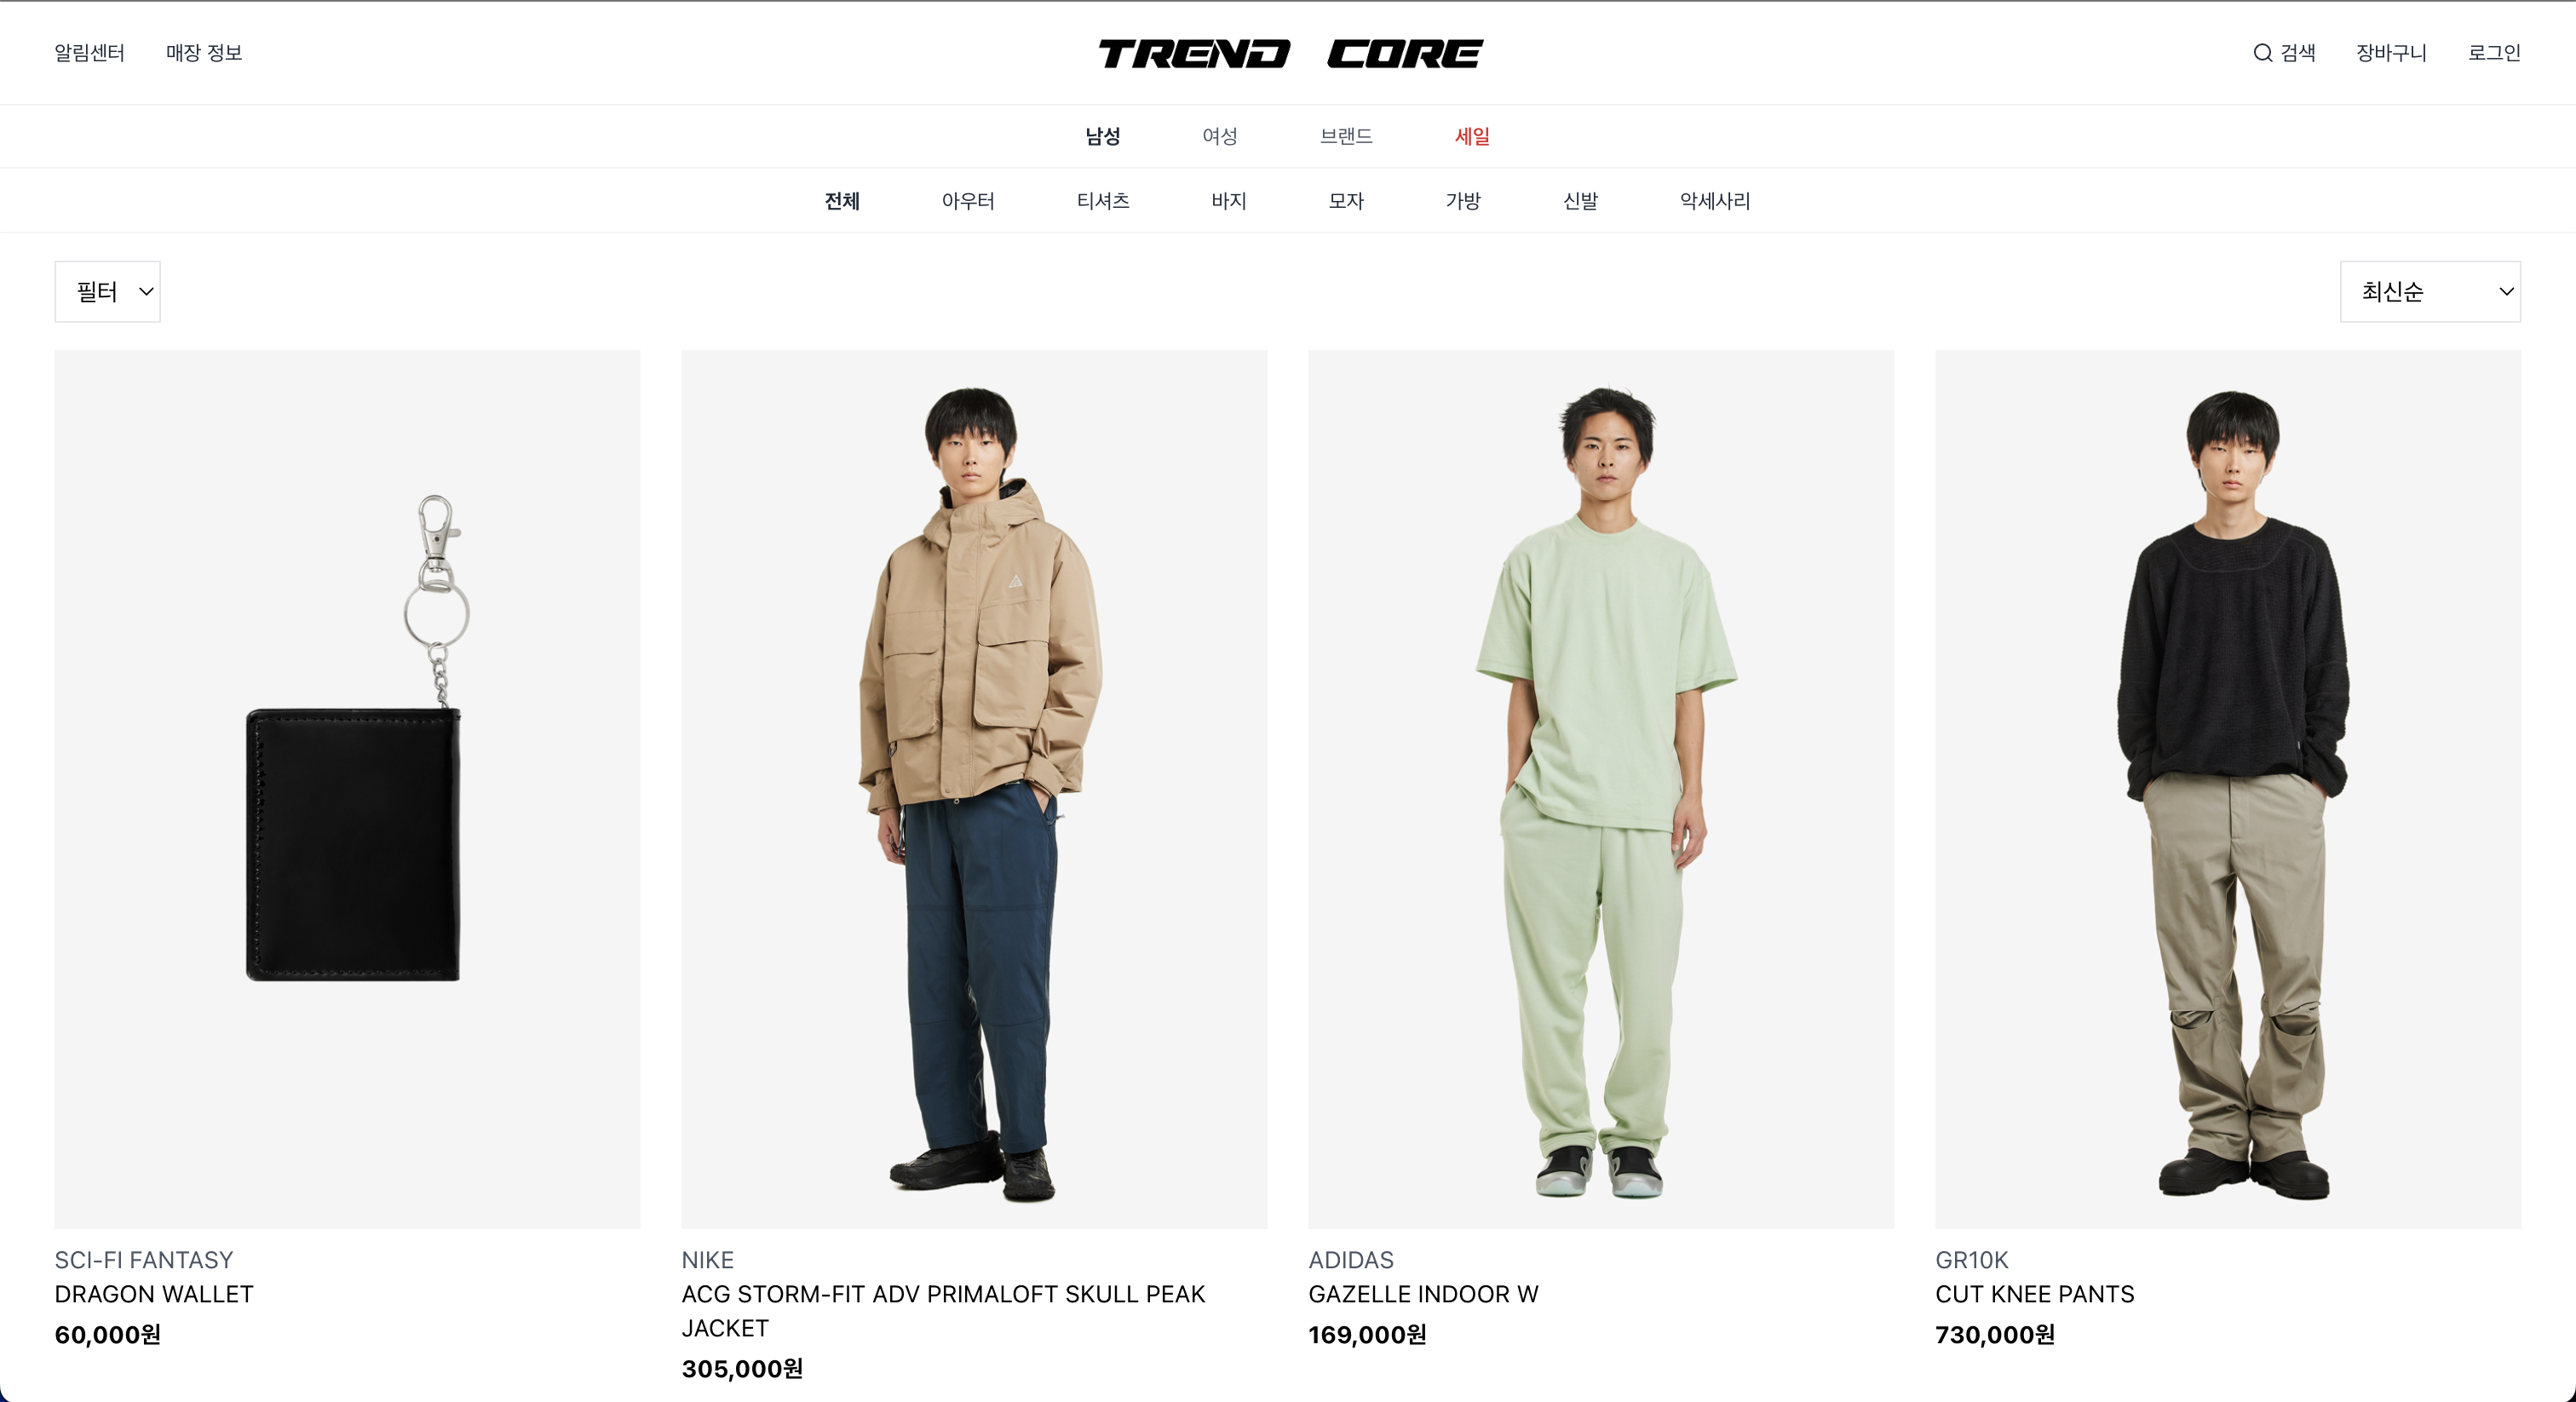 알림센터 매장 정보 TREND CORE 검색 장바구니 로그인
남성 여성 브랜드 세일
전체 아우터 티셔츠 바지 모자 가방 신발 악세사리
필터 최신순
SCI-FI FANTASY
DRAGON WALLET
60,000원
NIKE
ACG STORM-FIT ADV PRIMALOFT SKULL PEAK
JACKET
305,000원
ADIDAS
GAZELLE INDOOR W
169,000원
GR10K
CUT KNEE PANTS
730,000원